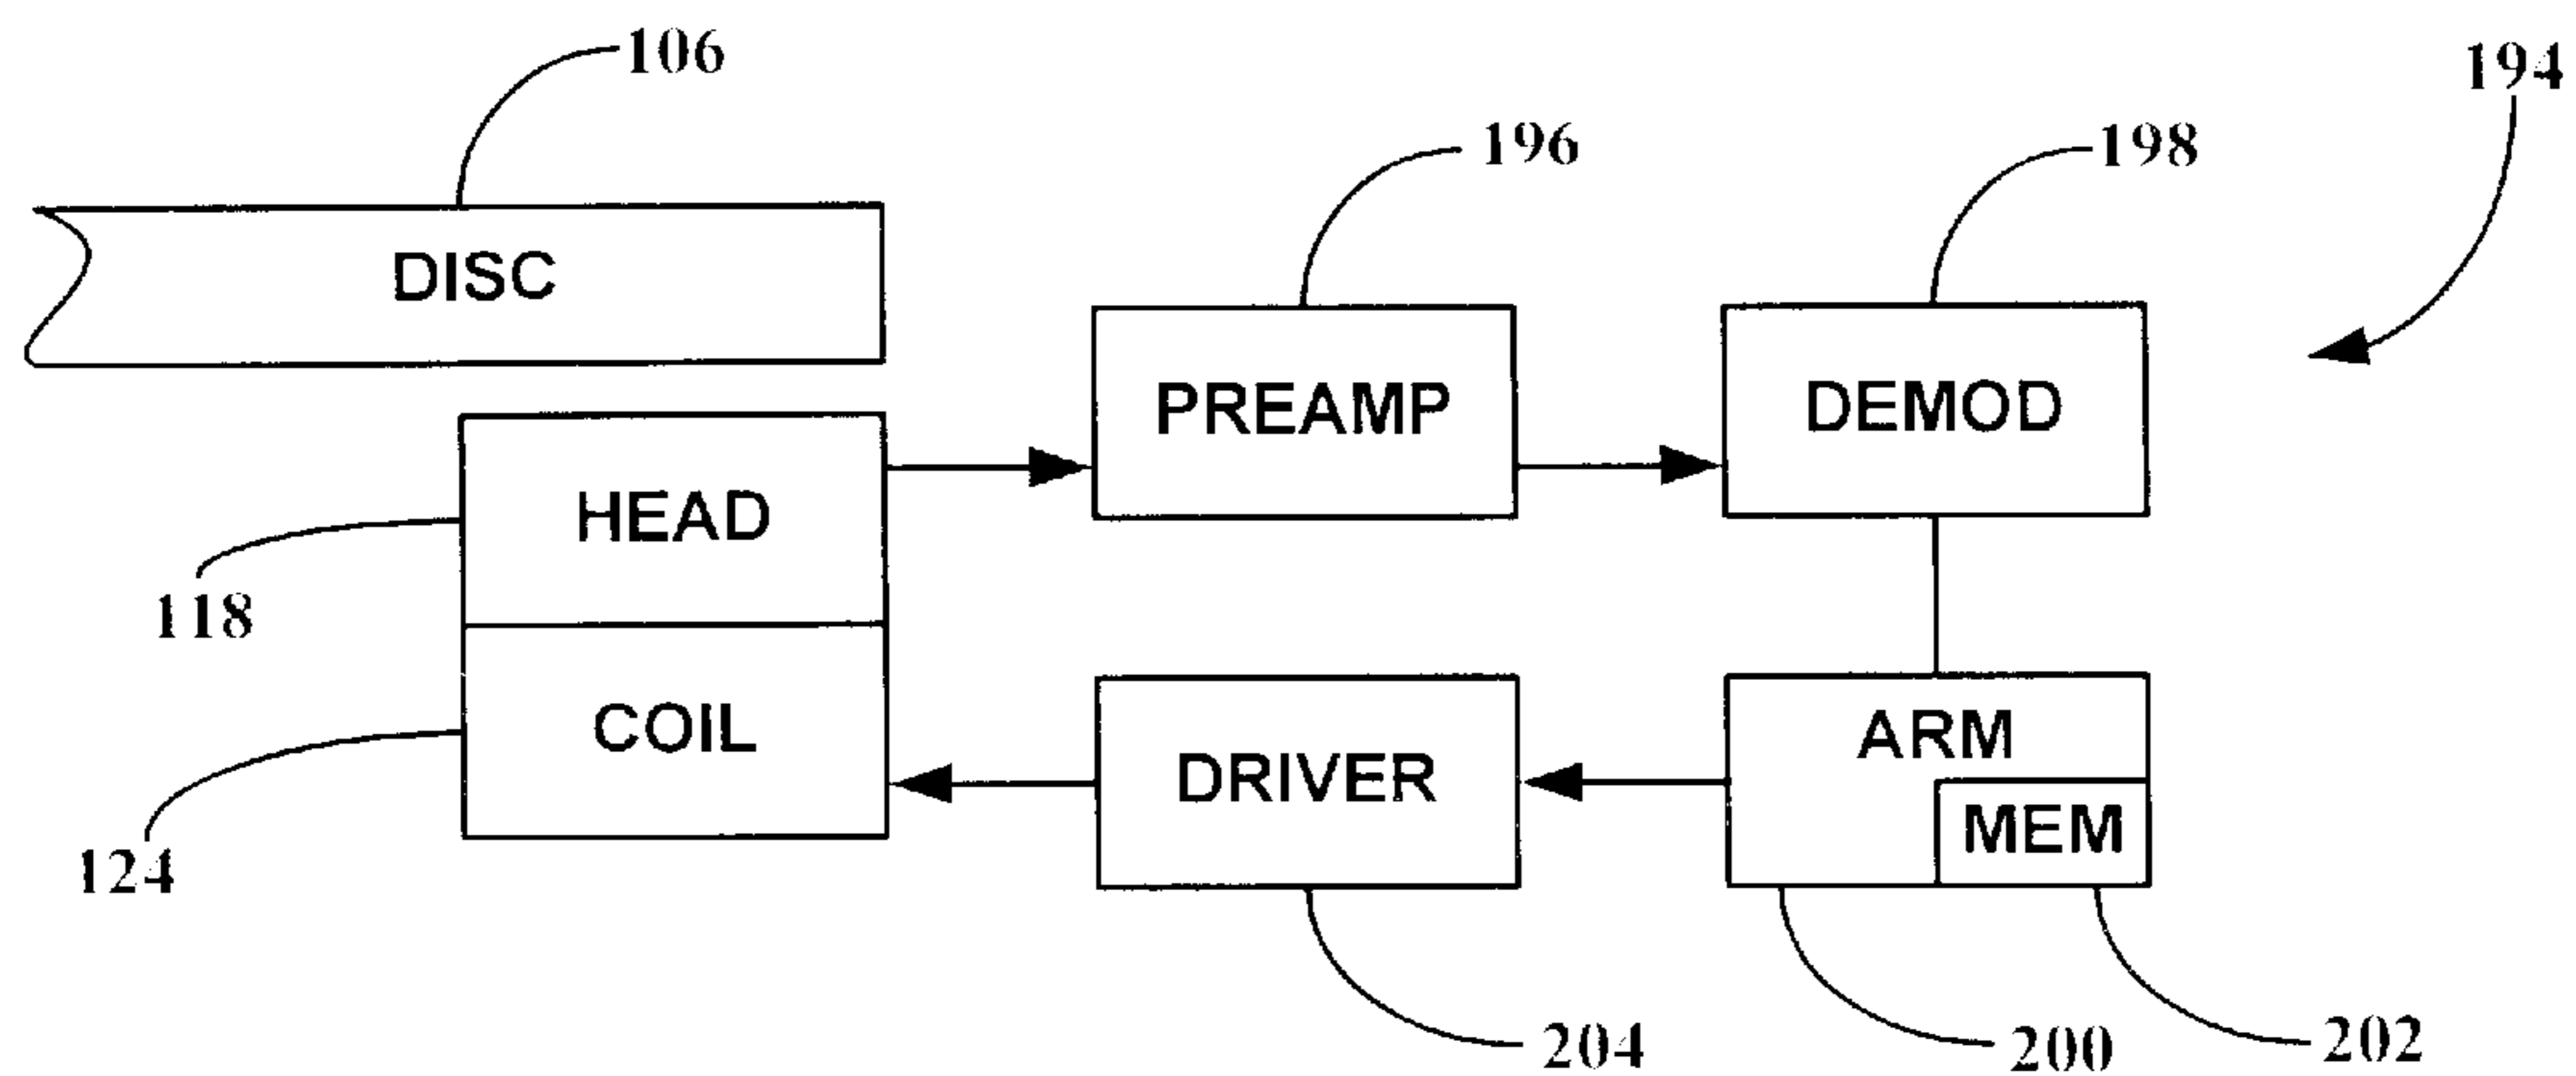 106
194
196
198
DISC
PREAMP
DEMOD
HEAD
118
COIL
ARM
DRIVER
MEM
124
204
200
202